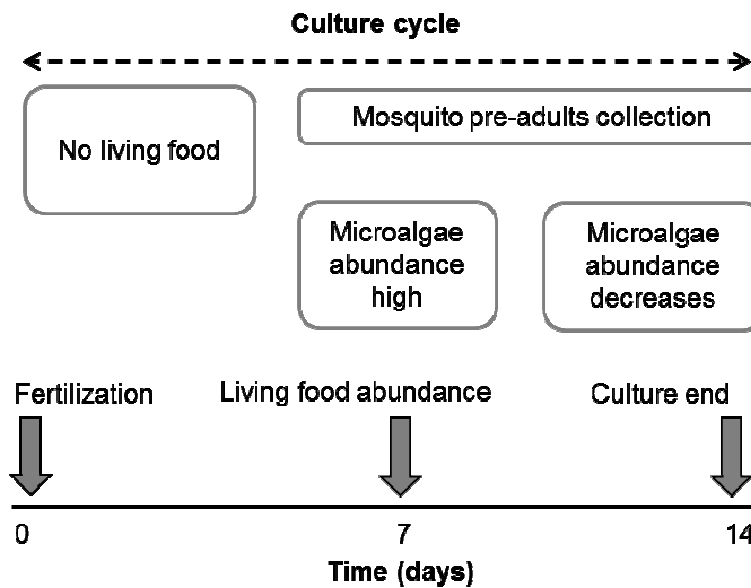 Culture cycle
No living food
Mosquito pre-adults collection
Microalgae
abundance
high
Microalgae
abundance
decreases
Fertilization
Living food abundance
Culture end
0
7
14
Time (days)